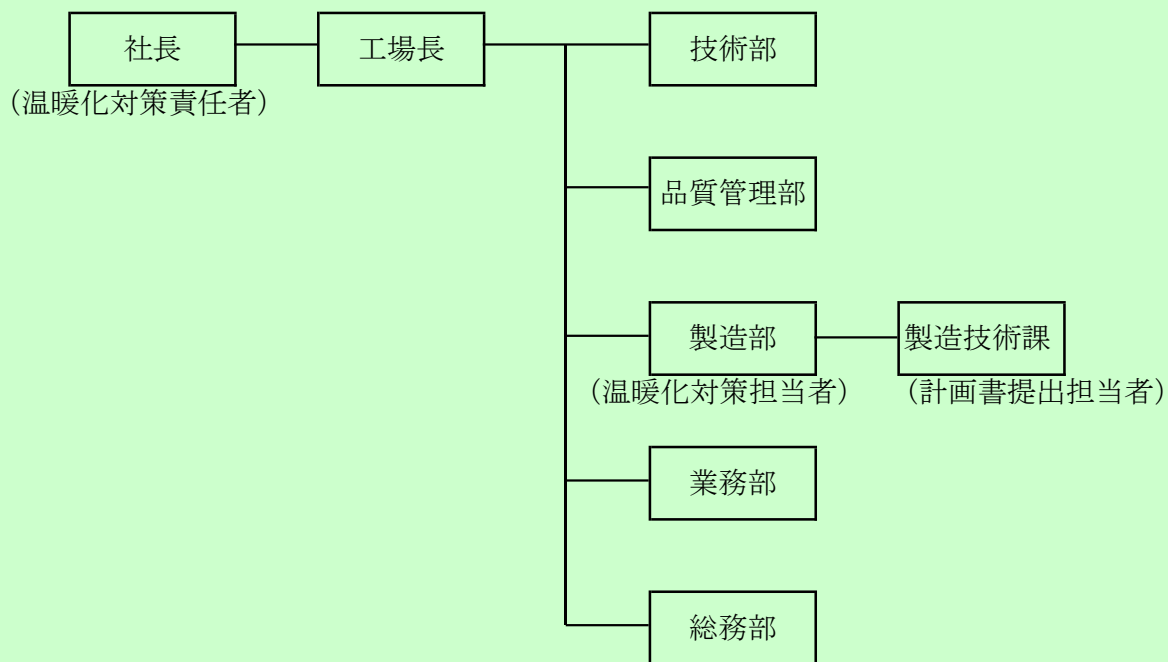 社長
工場長
技術部
(温暖化対策責任者)
品質管理部
製造部
製造技術課
(温暖化対策担当者)
(計画書提出担当者)
業務部
総務部